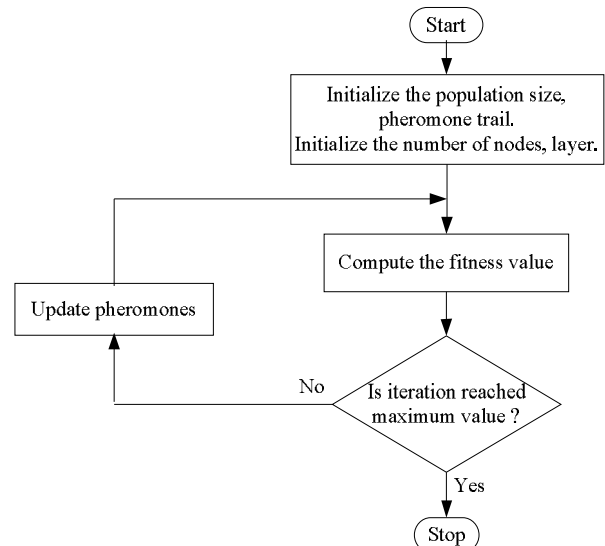 Start
Initialize the population size,
pheromone trail.
Initialize the number of nodes, layer.
Compute the fitness value
Update pheromones
No
Is iteration reached
maximum value ?
Yes
Stop